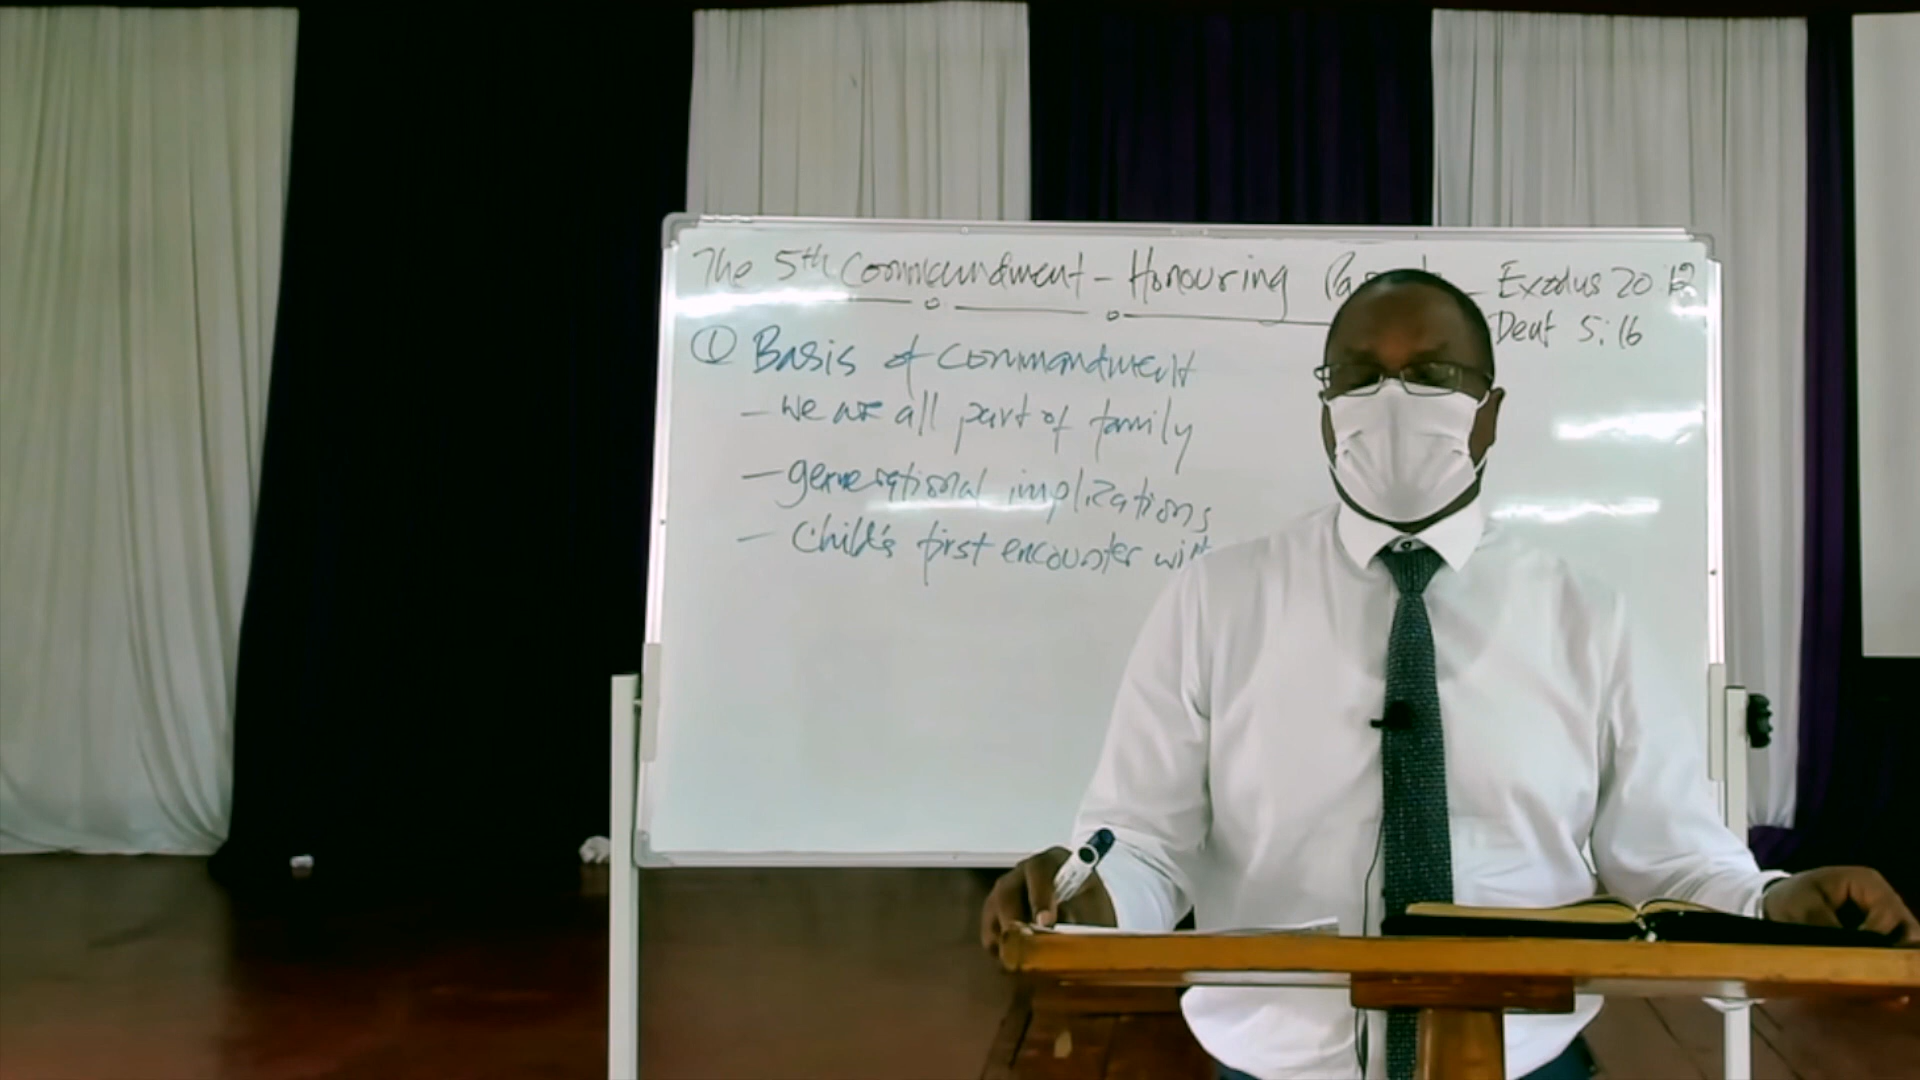 The 5th Commandment - Honouring - Exodus 20:12
Deut 5:16
① Basis of commandment
- We are all part of family
- generational implications
- Child's first encounter with